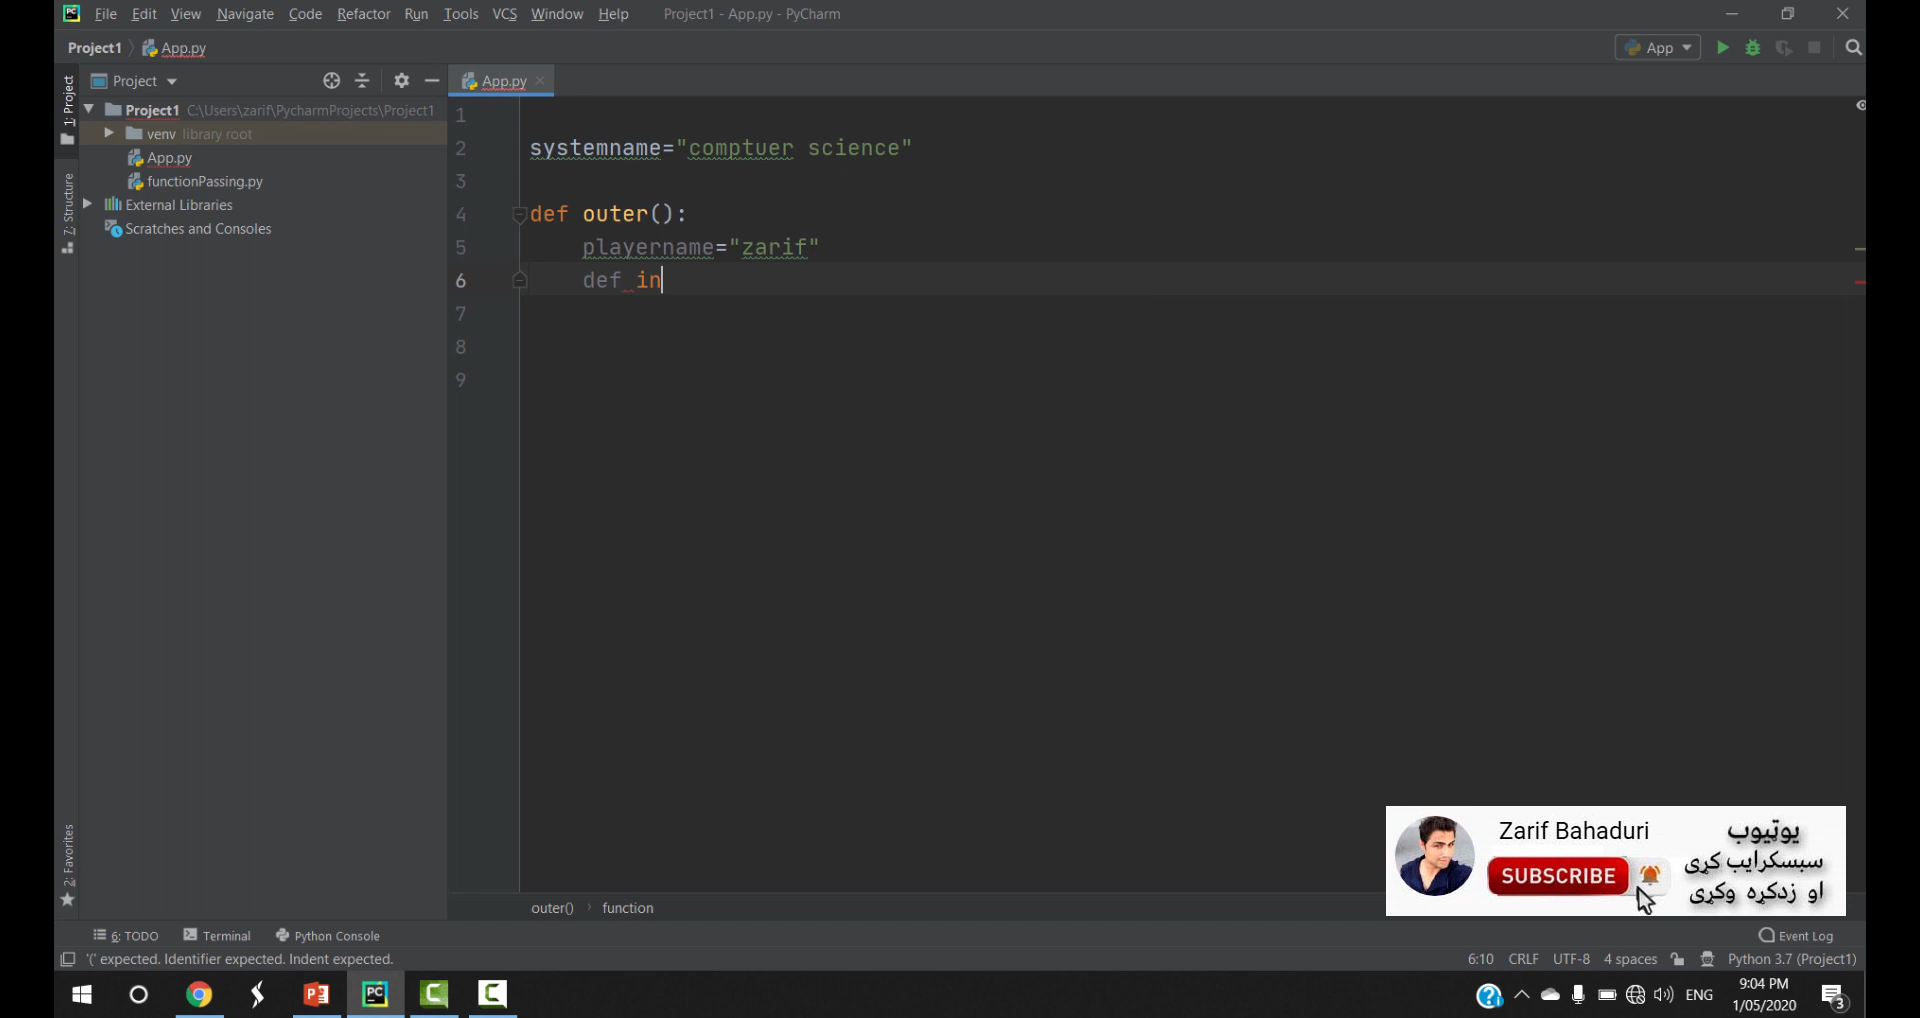 File Edit View Navigate Code Refactor Run Tools VCS Window Help Project1 - App.py - PyCharm
Project1 App.py App
1: Project
Project
App.py
Project1 C:\Users\zarif\PycharmProjects\Project1
venv library root
App.py
functionPassing.py
External Libraries
Scratches and Consoles
7: Structure
2: Favorites
1
2 systemname="comptuer science"
3
4 def outer():
5 playername="zarif"
6 def in
7
8
9
Zarif Bahaduri
SUBSCRIBE
یوټیوب
سبسکرایب کړی
او زدکړه وکړی
outer() › function
6: TODO Terminal Python Console Event Log
'(' expected. Identifier expected. Indent expected. 6:10 CRLF UTF-8 4 spaces Python 3.7 (Project1)
ENG 9:04 PM
1/05/2020
3